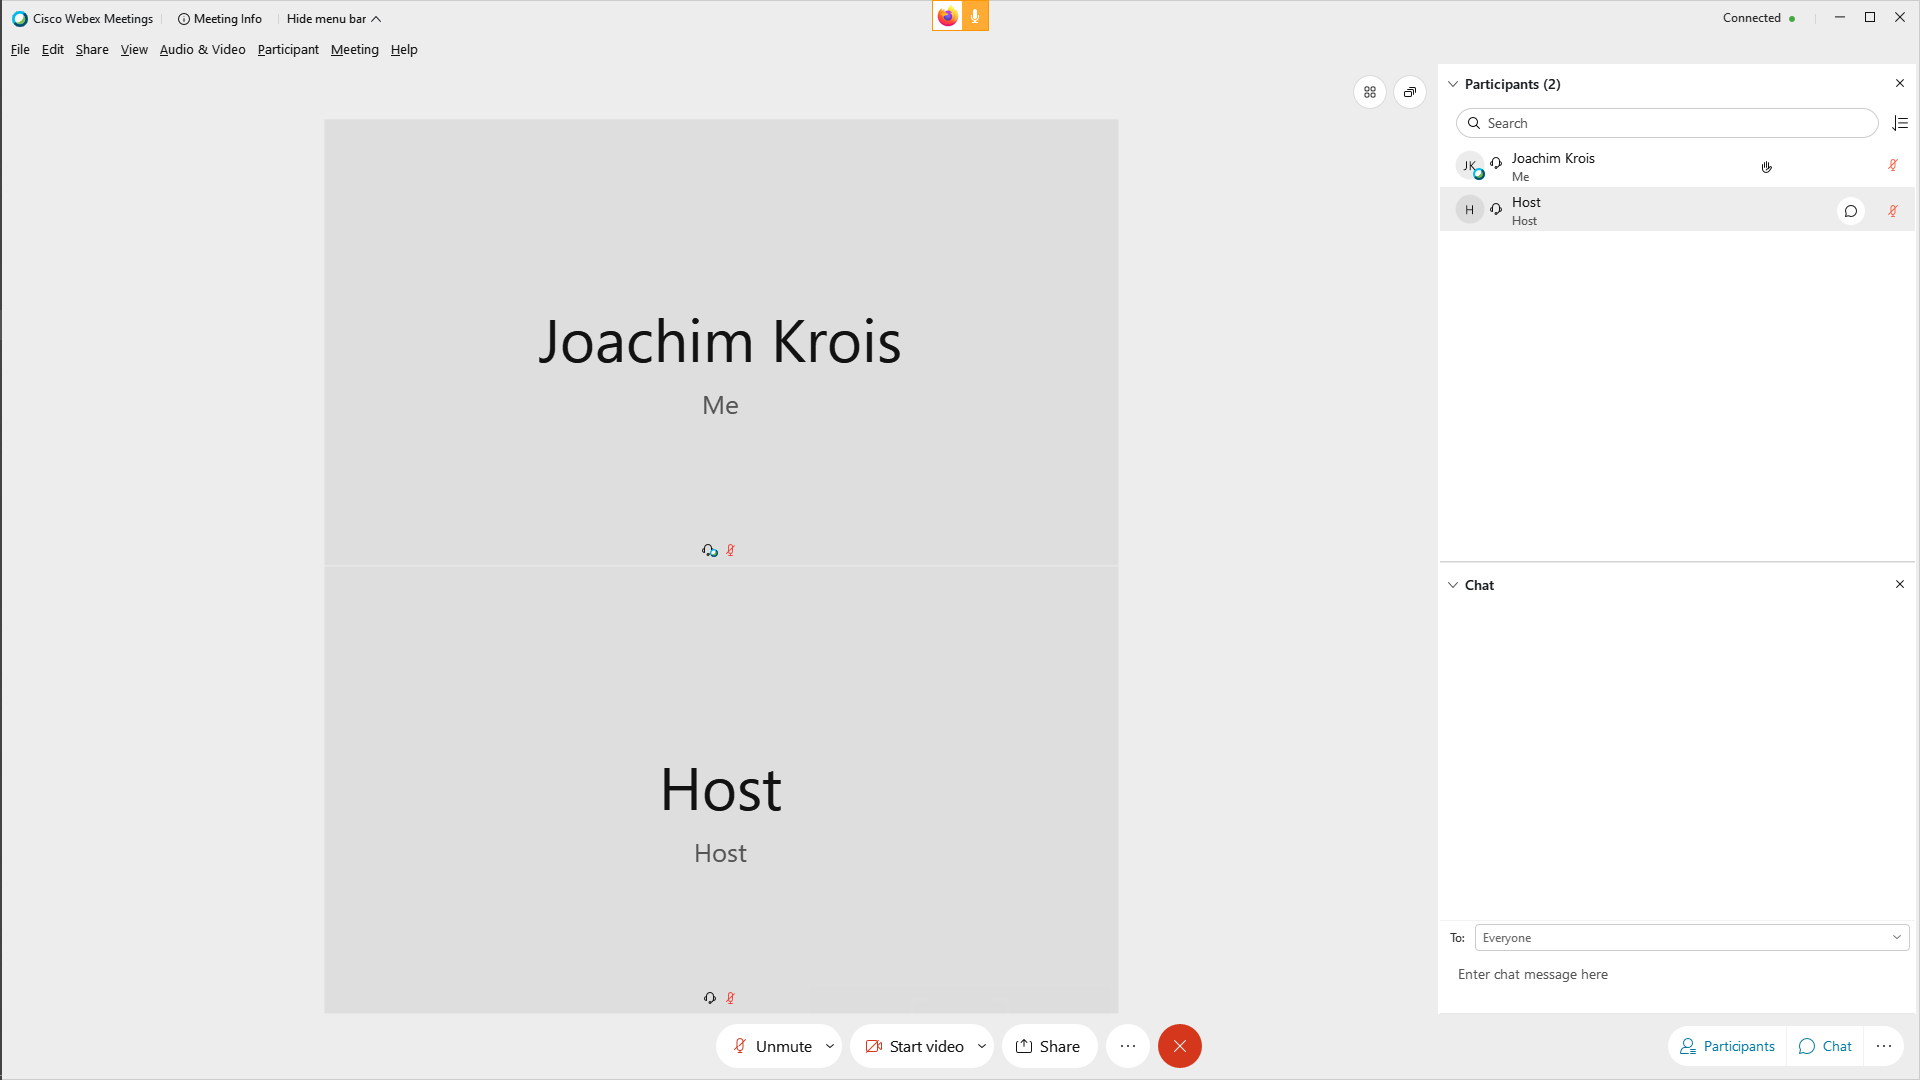 Cisco Webex Meetings Meeting Info Hide menu bar Connected
File Edit Share View Audio & Video Participant Meeting Help
Participants (2)
Search
JK Joachim Krois
Me
H Host
Host
Joachim Krois
Me
Host
Host
Chat
To: Everyone
Enter chat message here
Unmute Start video Share Participants Chat